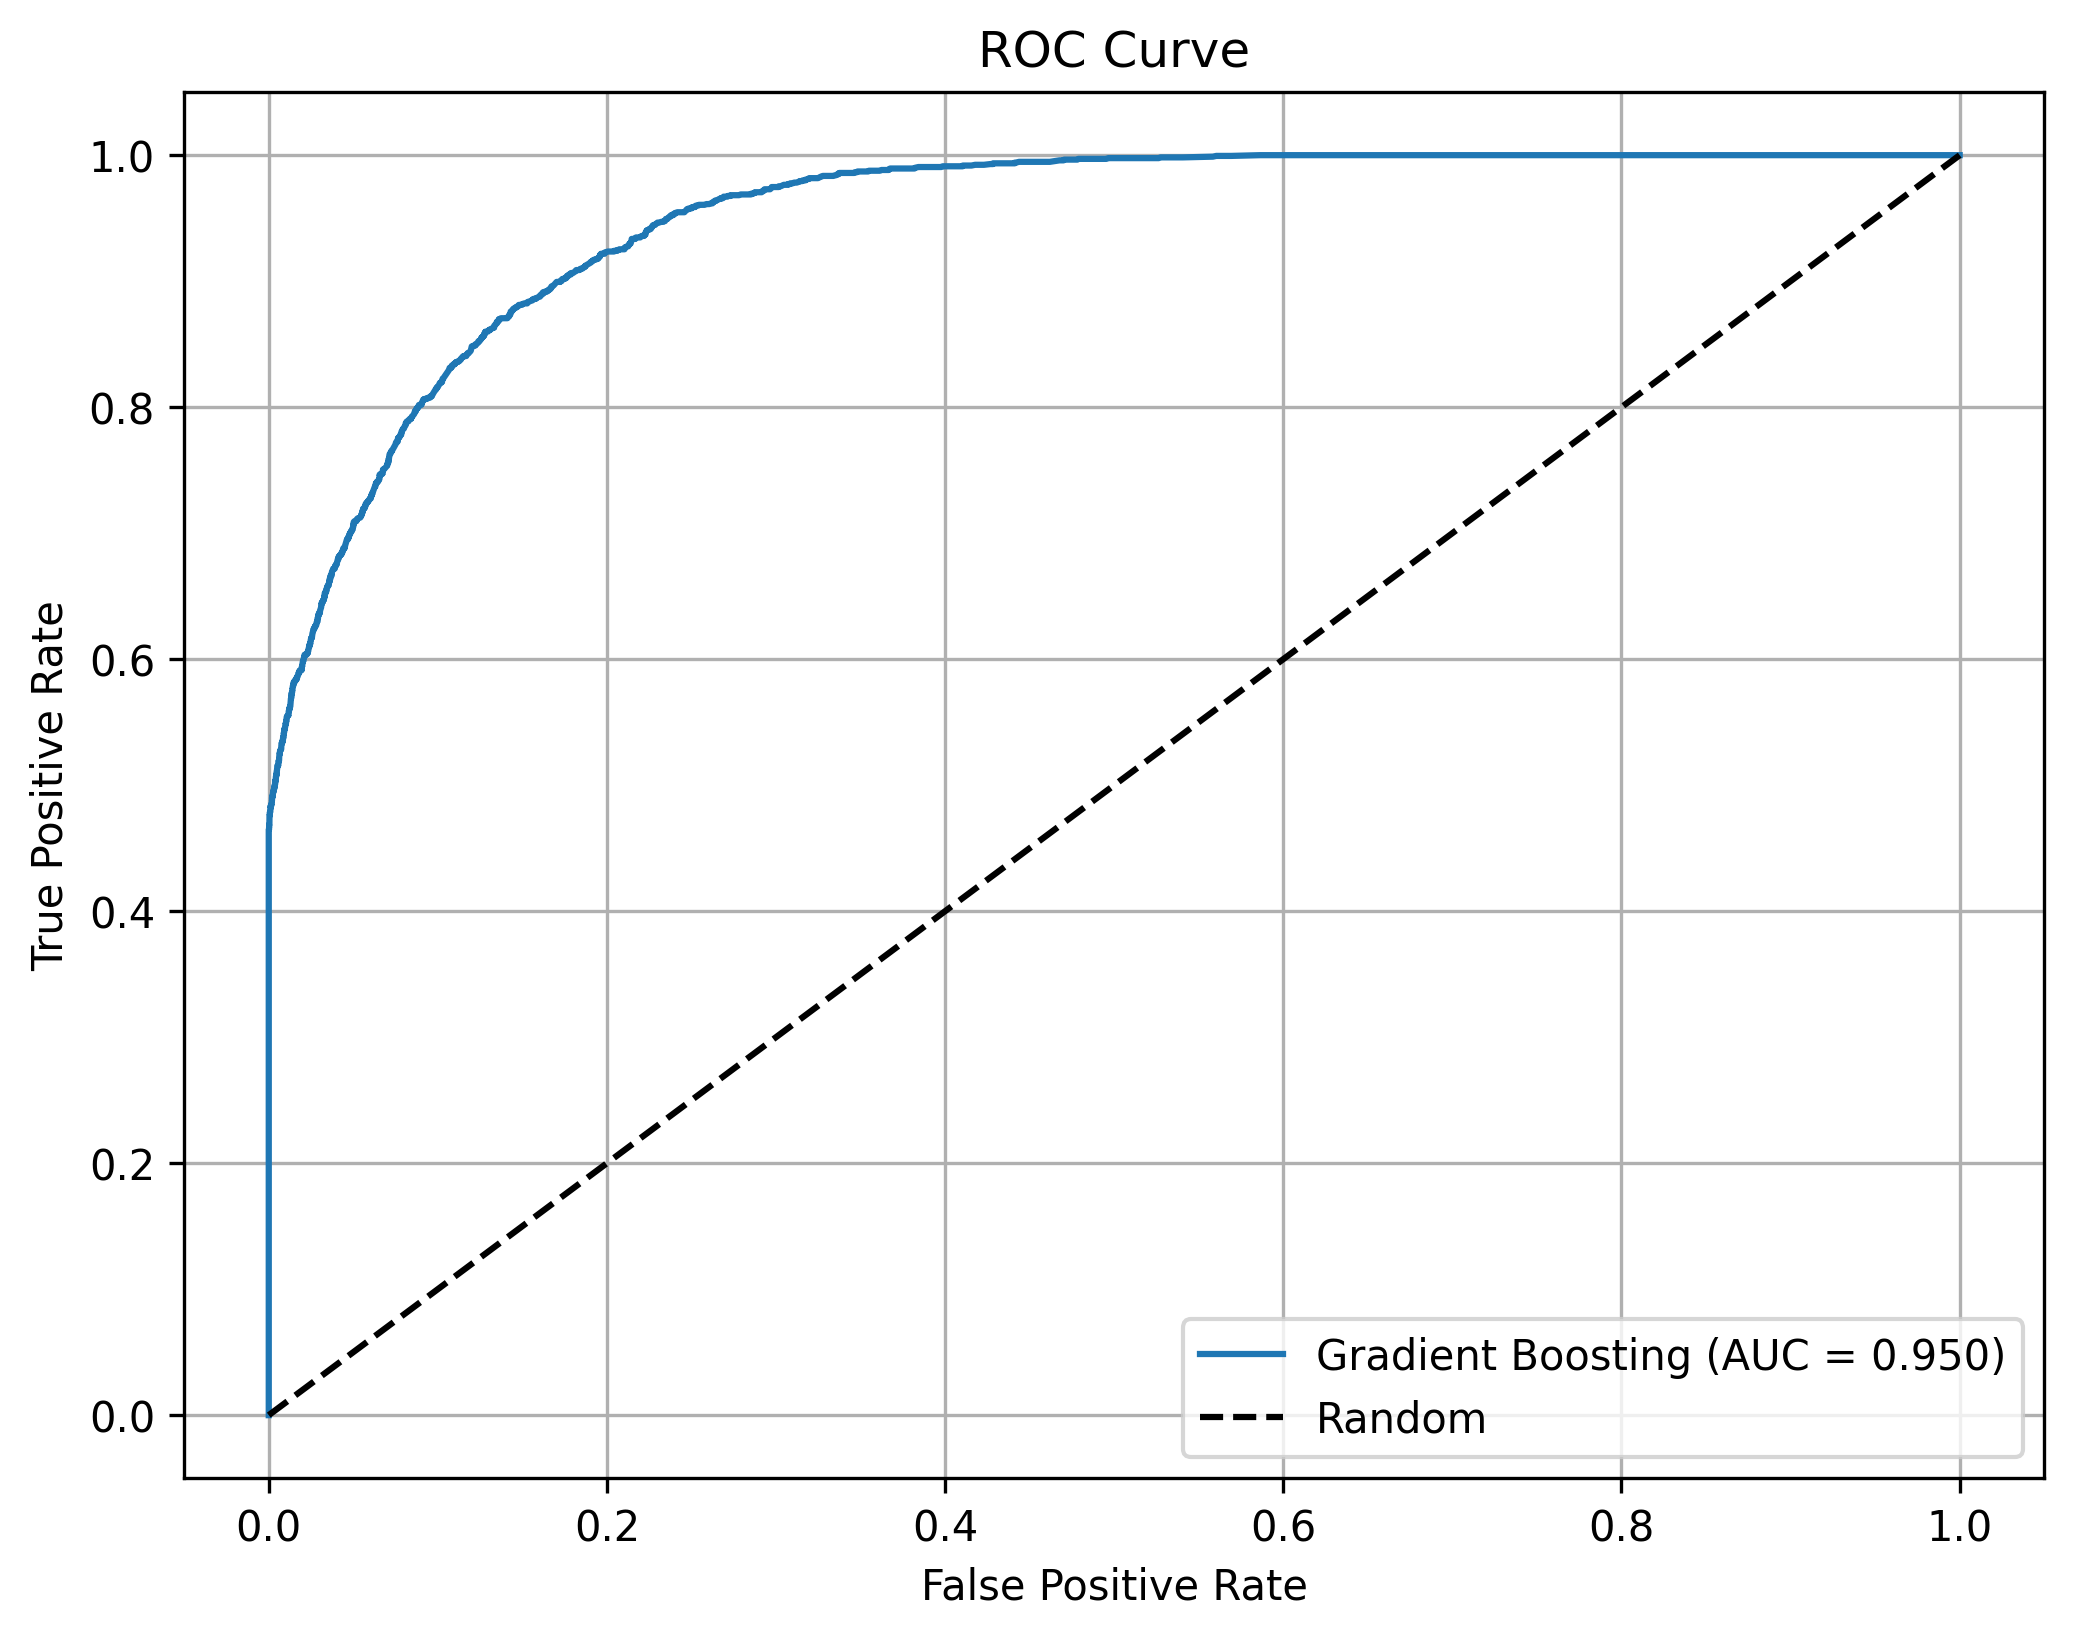 ROC Curve
True Positive Rate
1.0
0.8
0.6
0.4
0.2
0.0
Gradient Boosting (AUC = 0.950)
Random
0.0 0.2 0.4 0.6 0.8 1.0
False Positive Rate